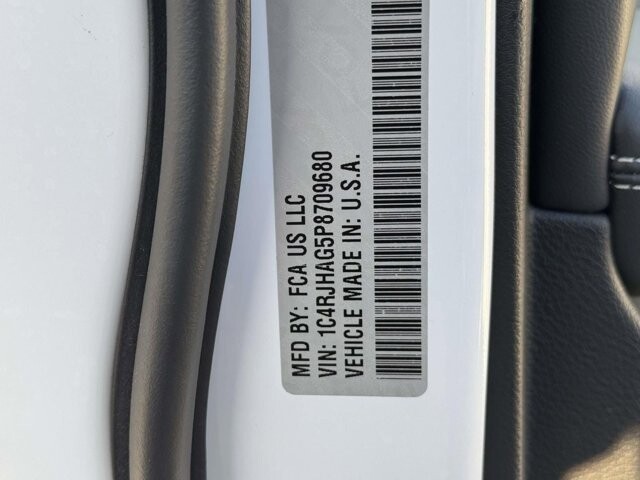 MFD BY: FCA US LLC
VIN: 1C4RJHAG5P8709680
VEHICLE MADE IN: U.S.A.